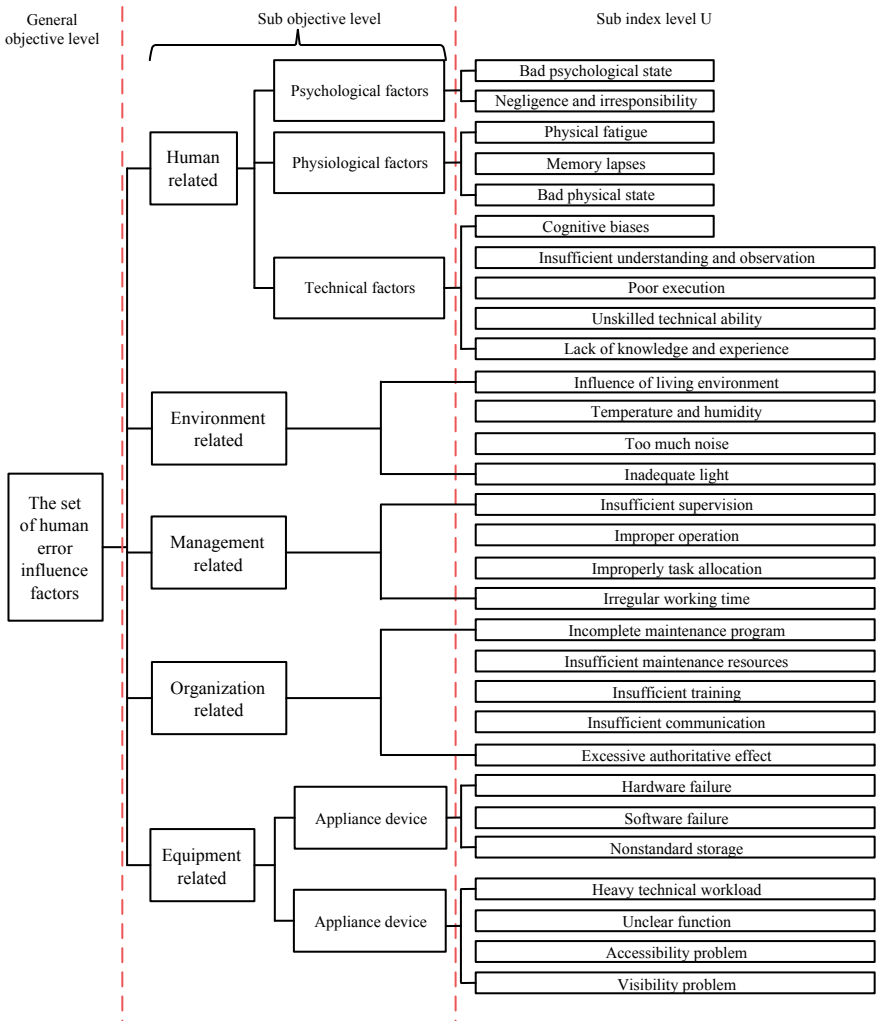 General
objective level
Sub objective level
Sub index level U
The set
of human
error
influence
factors
Human
related
Psychological factors
Bad psychological state
Negligence and irresponsibility
Physiological factors
Physical fatigue
Memory lapses
Bad physical state
Technical factors
Cognitive biases
Insufficient understanding and observation
Poor execution
Unskilled technical ability
Lack of knowledge and experience
Environment
related
Influence of living environment
Temperature and humidity
Too much noise
Inadequate light
Management
related
Insufficient supervision
Improper operation
Improperly task allocation
Irregular working time
Organization
related
Incomplete maintenance program
Insufficient maintenance resources
Insufficient training
Insufficient communication
Excessive authoritative effect
Equipment
related
Appliance device
Hardware failure
Software failure
Nonstandard storage
Appliance device
Heavy technical workload
Unclear function
Accessibility problem
Visibility problem